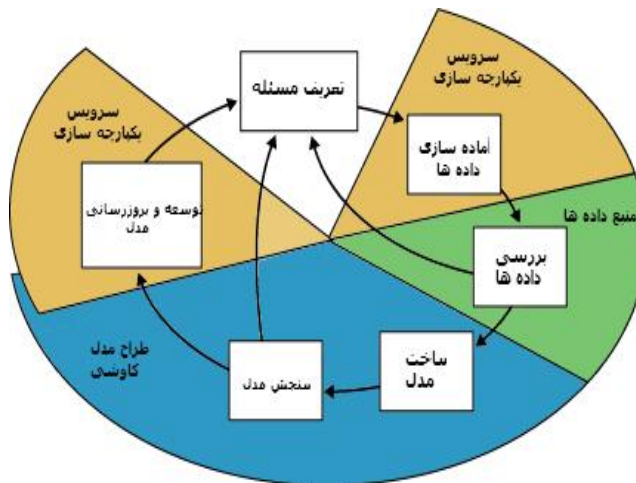 سرویس
یکپارچه سازی
تعریف مسئله
سرویس
یکپارچه سازی
آماده سازی
داده ها
منبع داده ها
بررسی
داده ها
ساخت
مدل
سنجش مدل
طراح مدل
کاوشی
توسعه و بروزرسانی
مدل